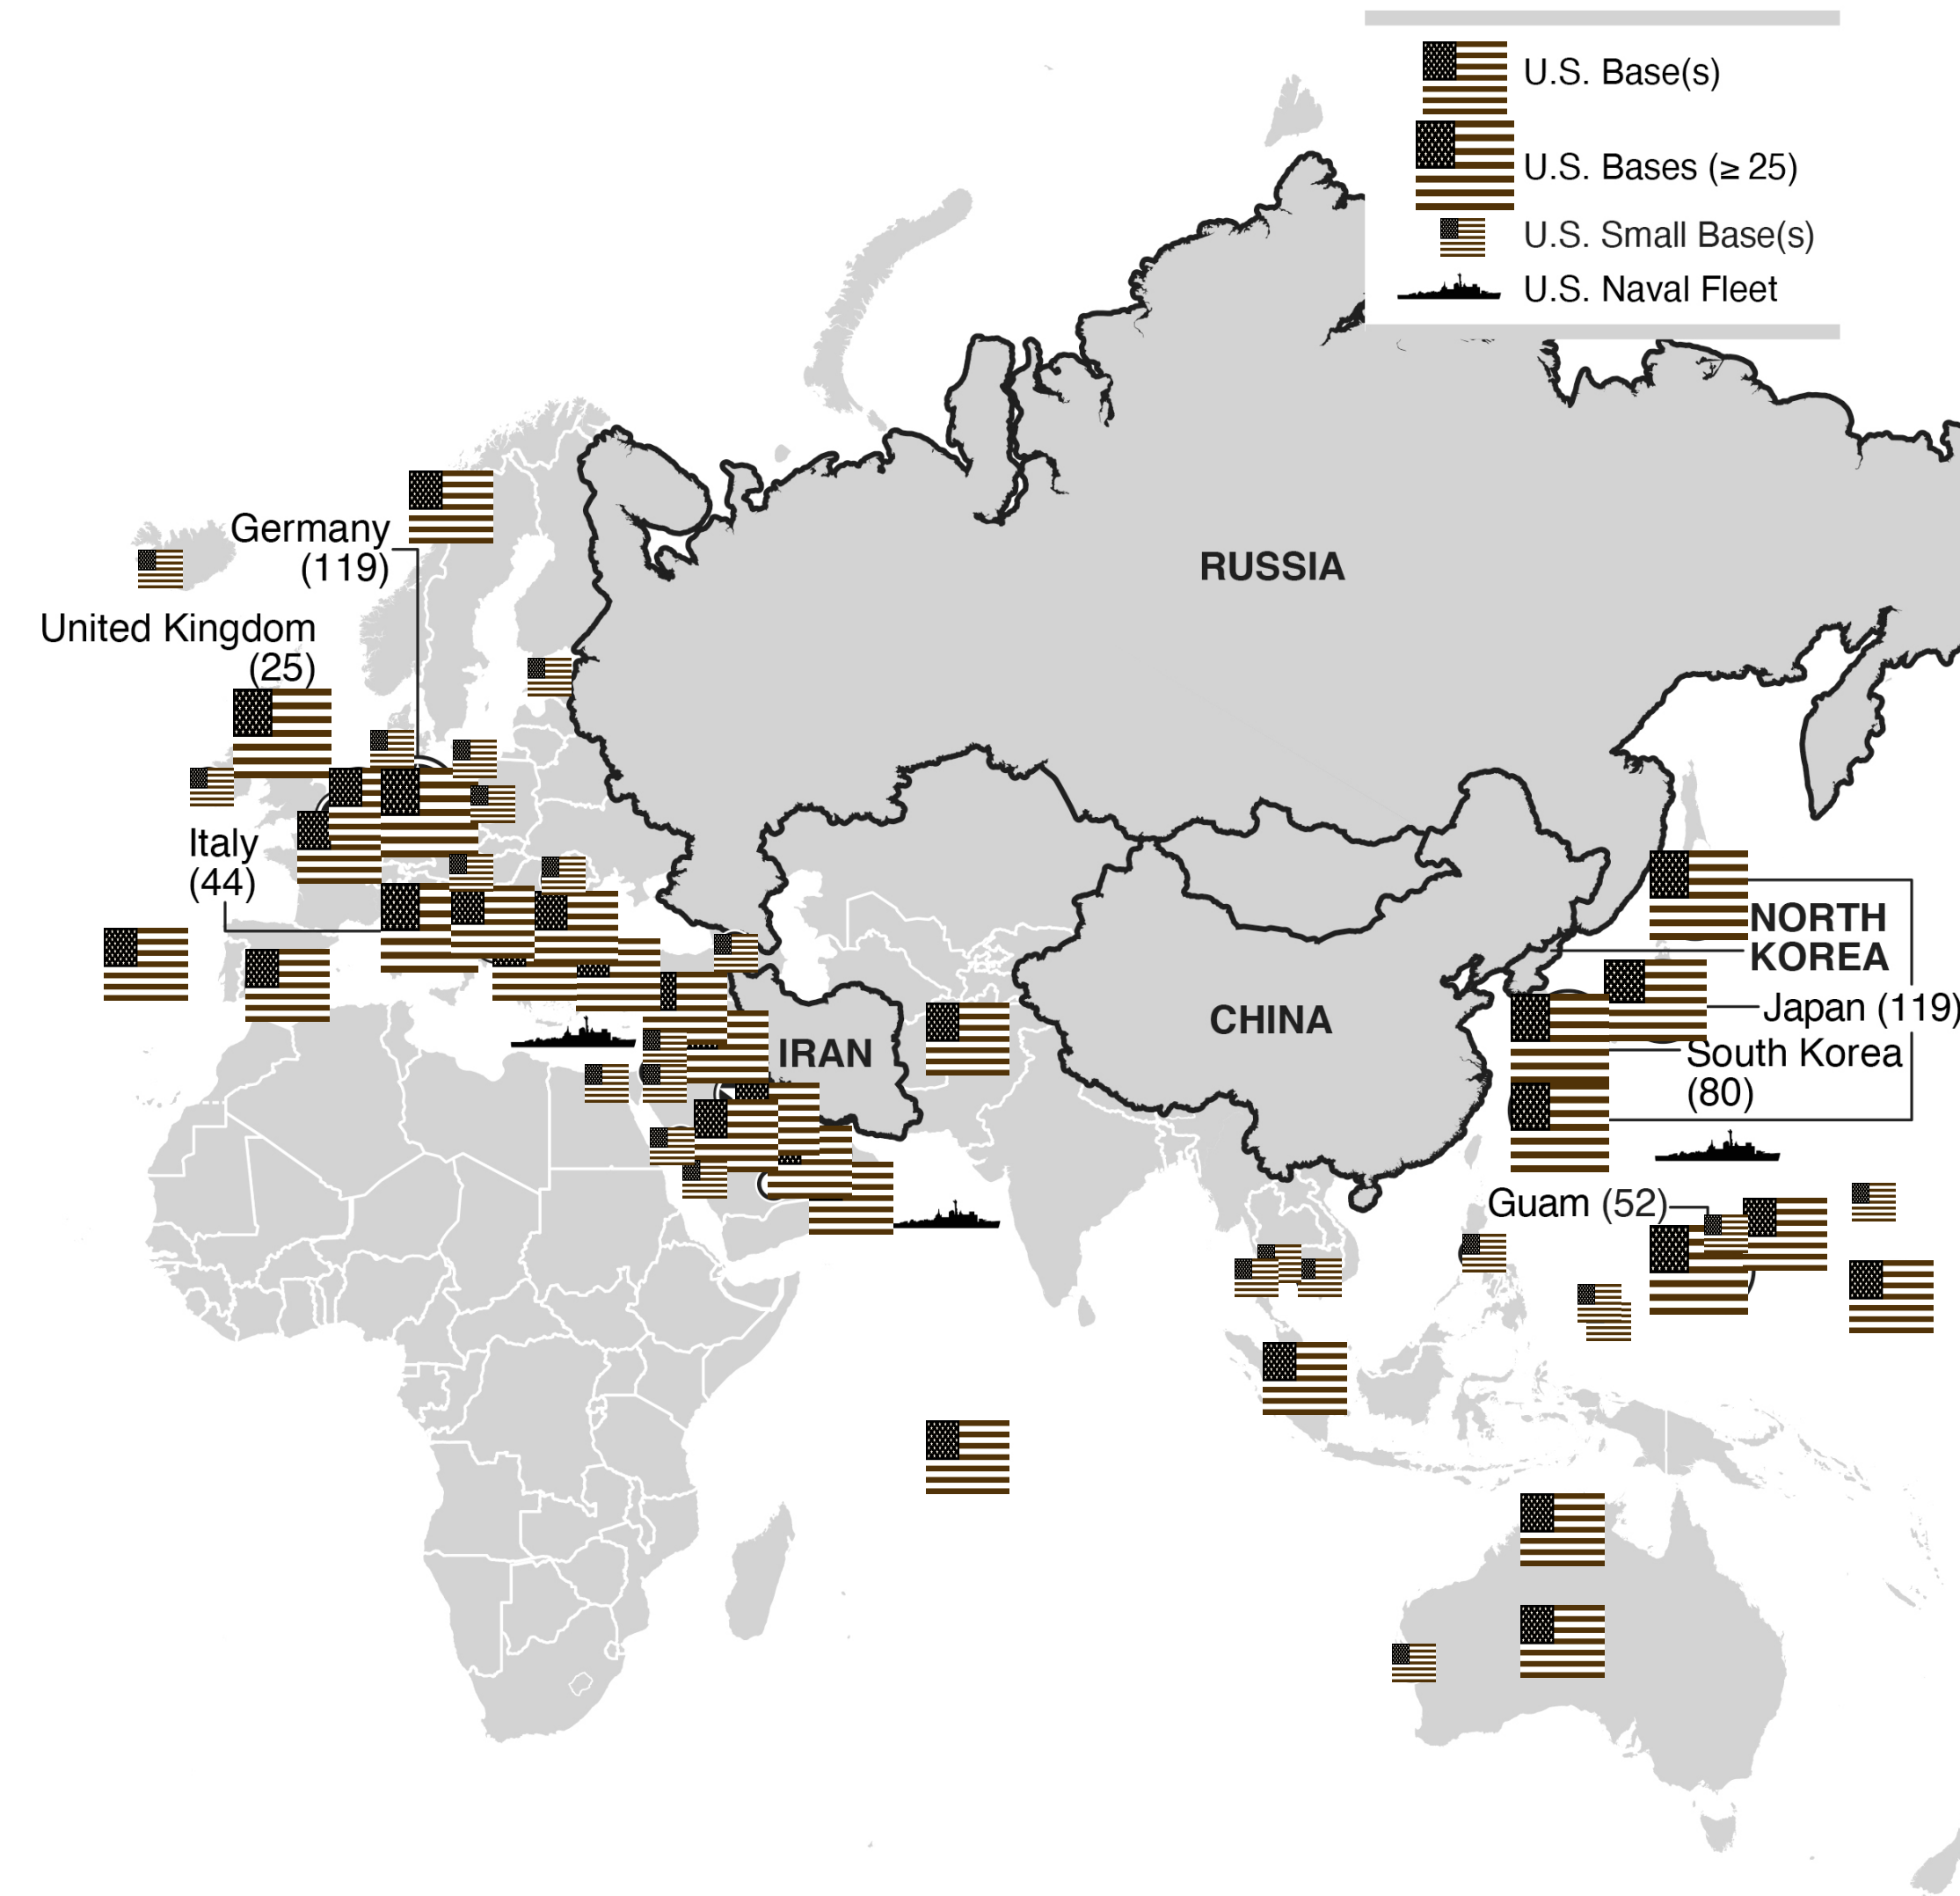 U.S. Base(s)
U.S. Bases (≥ 25)
U.S. Small Base(s)
U.S. Naval Fleet
Germany
(119)
RUSSIA
United Kingdom
(25)
Italy
(44)
NORTH
KOREA
Japan (119)
CHINA
IRAN
South Korea
(80)
Guam (52)